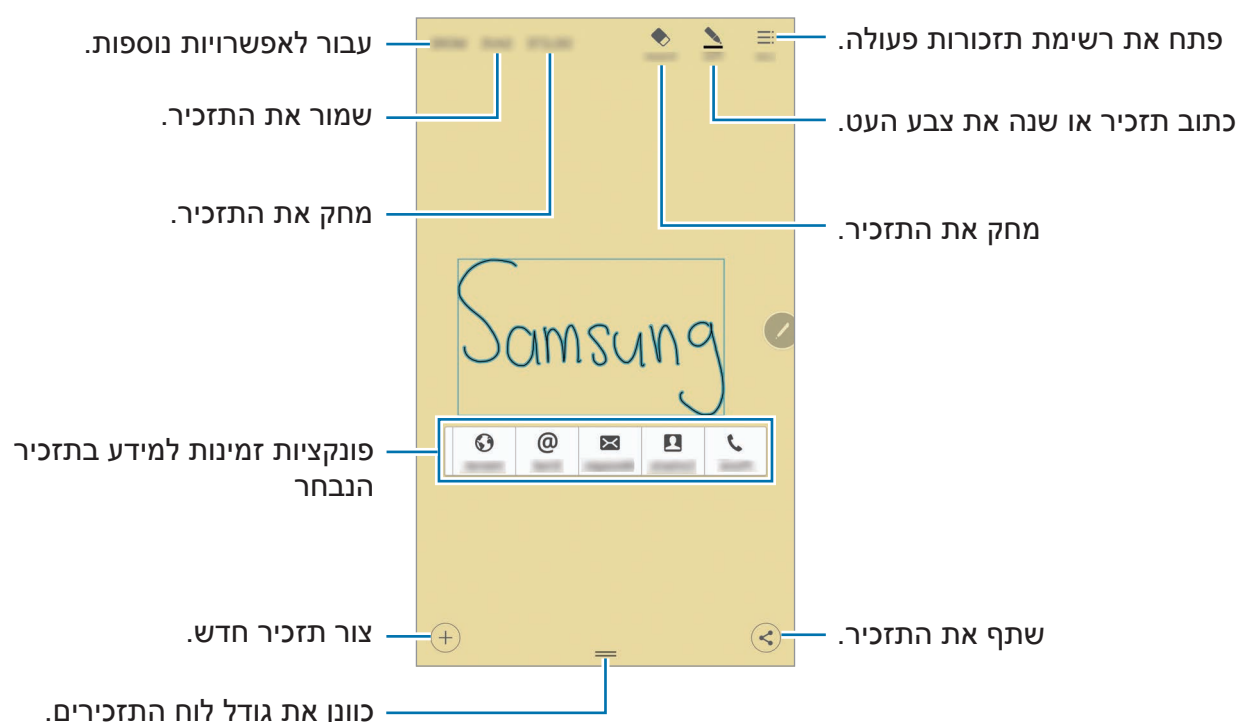 פתח את רשימת תזכורות פעולה.
עבור לאפשרויות נוספות.
כתוב תזכיר או שנה את צבע העט.
שמור את התזכיר.
מחק את התזכיר.
מחק את התזכיר.
Samsung
פונקציות זמינות למידע בתזכיר
הנבחר
שתף את התזכיר.
צור תזכיר חדש.
כוונן את גודל לוח התזכירים.